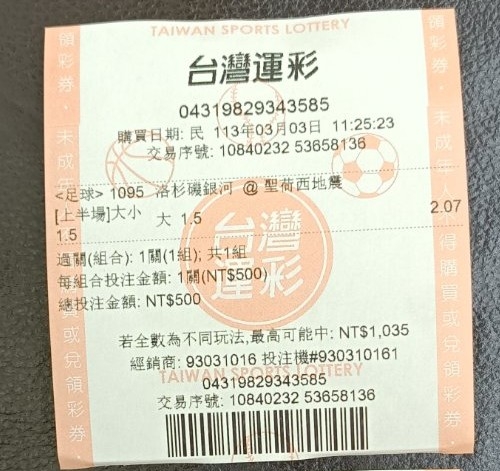 TAIWAN SPORTS LOTTERY
台灣運彩
04319829343585
購買日期: 民 113年03月03日 11:25:23
交易序號: 10840232 53658136
<足球> 1095 洛杉磯銀河 @ 聖荷西地震
[上半場]大小 大 1.5 2.07
1.5
台灣運彩
過關(組合): 1關(1組); 共1組
每組合投注金額: 1關(NT$500)
總投注金額: NT$500
若全數為不同玩法,最高可能中: NT$1,035
經銷商: 93031016 投注機#930310161
TAIWAN SPORTS LOTTERY
04319829343585
交易序號: 10840232 53658136
領彩券,未成年
得購買或兌領彩券